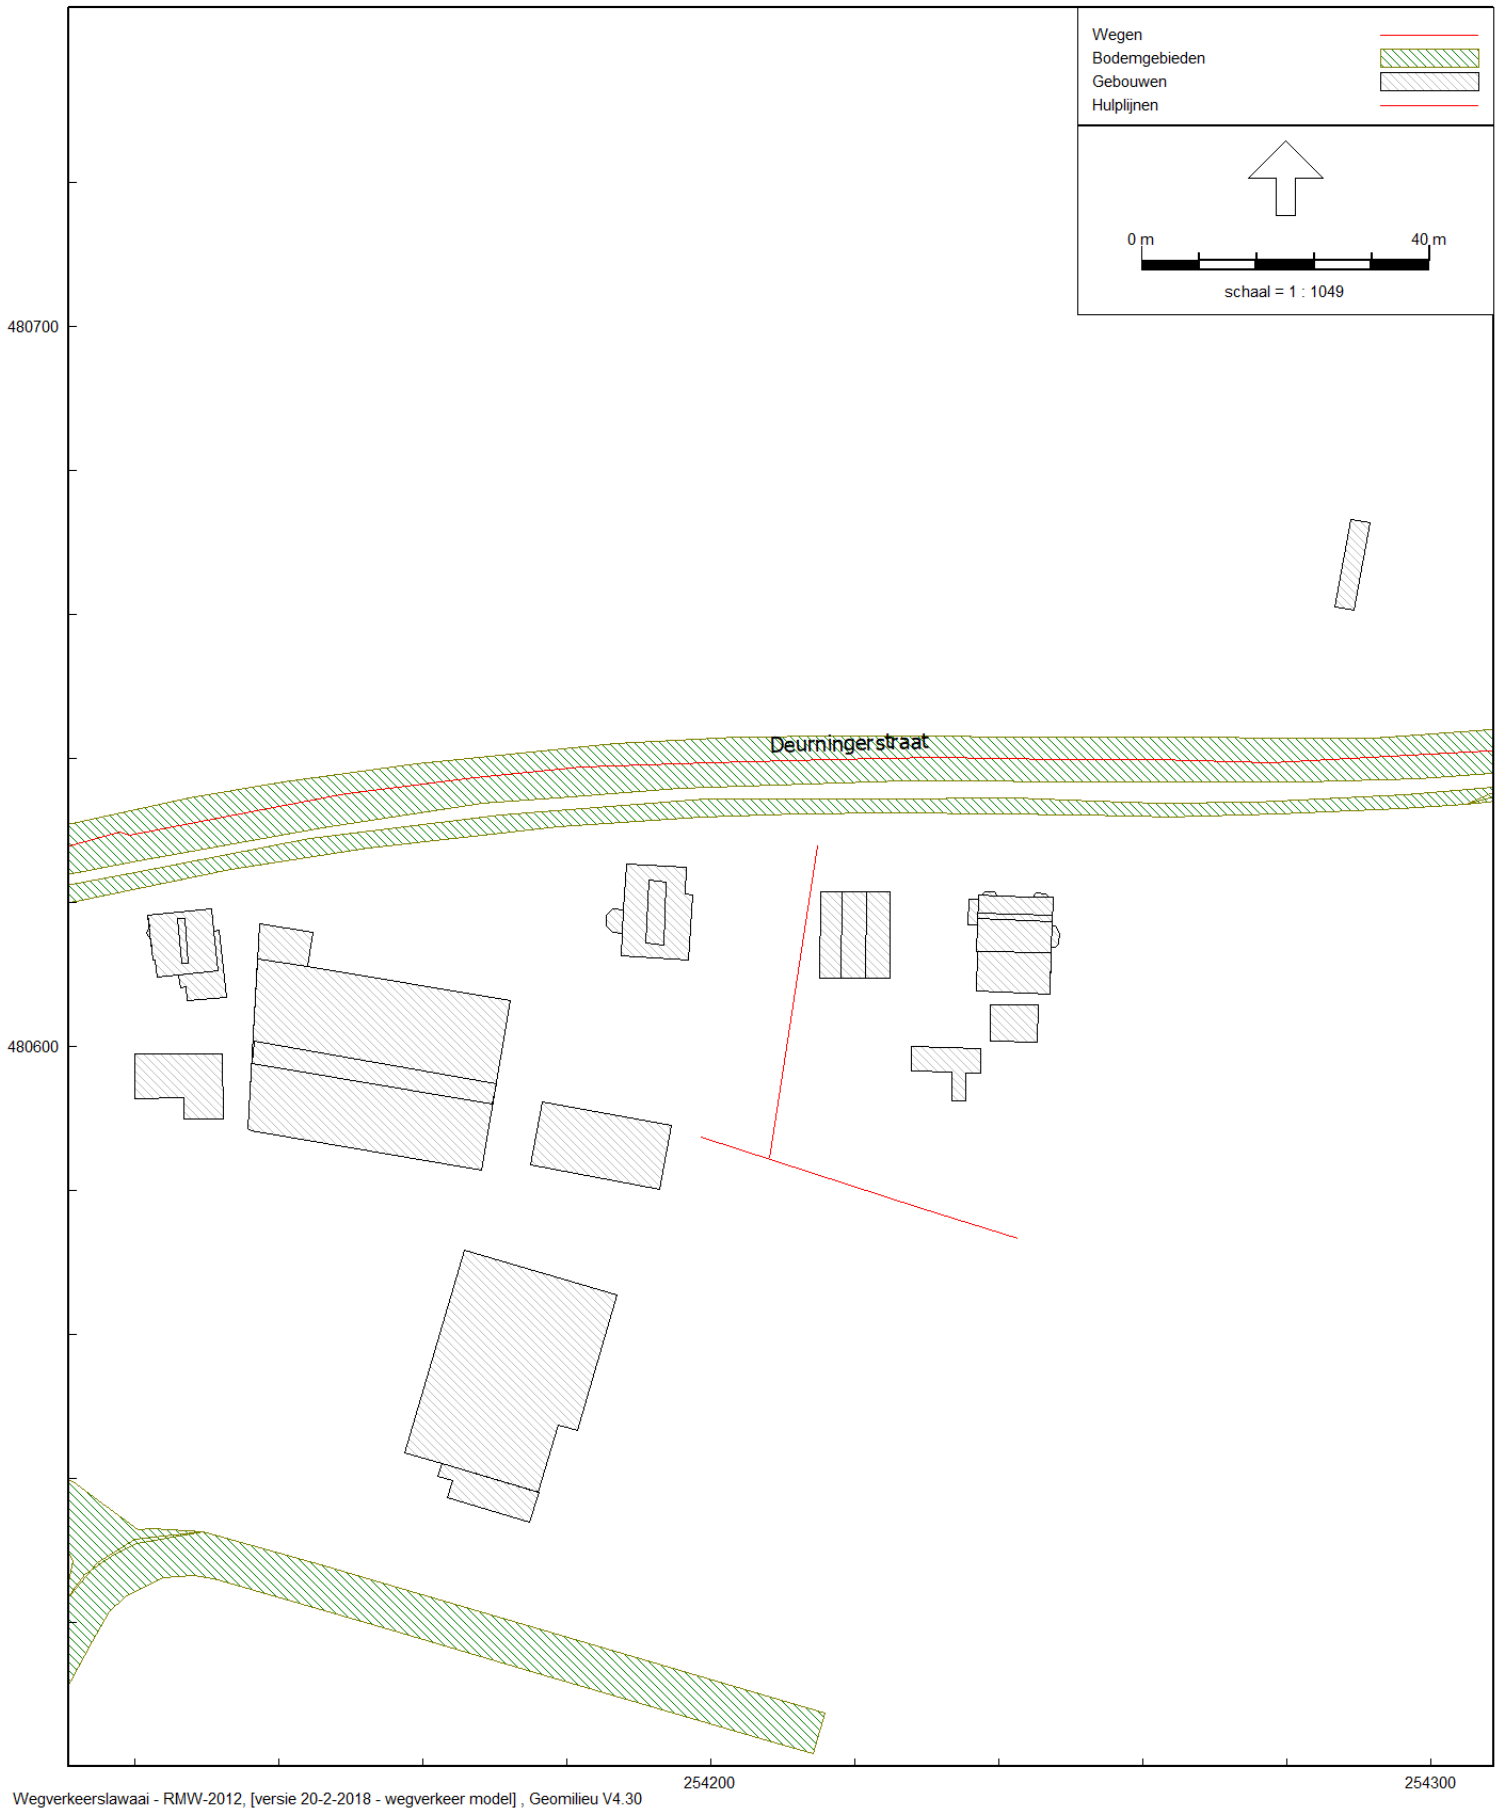 Wegen
Bodemgebieden
Gebouwen
Hulplijnen
0 m 40 m
schaal = 1 : 1049
480700
Deurningerstraat
480600
254200 254300
Wegverkeerslawaai - RMW-2012, [versie 20-2-2018 - wegverkeer model] , Geomilieu V4.30